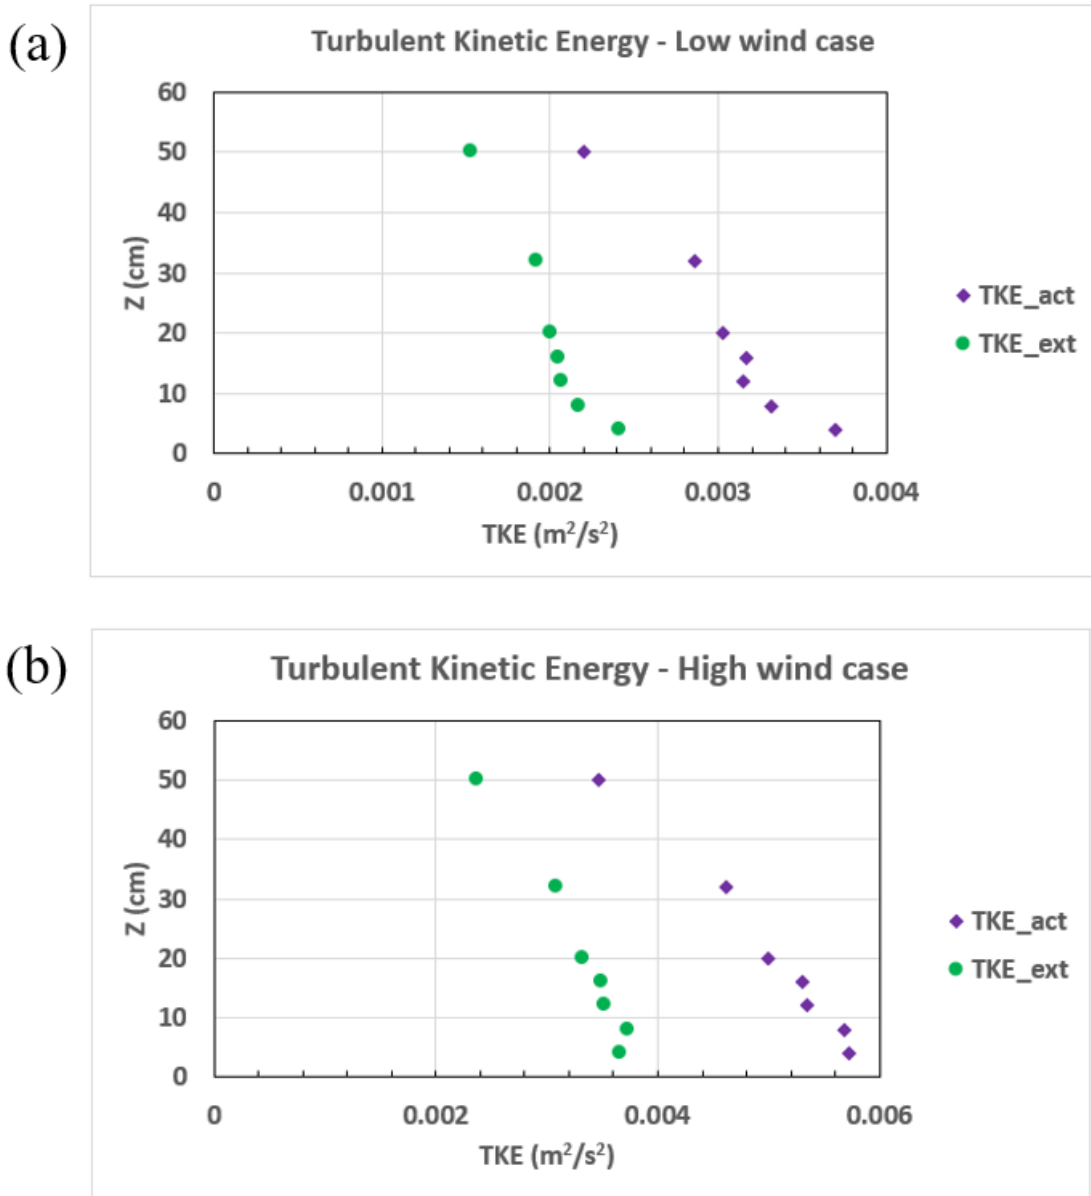 (a)
Turbulent Kinetic Energy - Low wind case
60
50
40
30
20
10
0
Z (cm)
0 0.001 0.002 0.003 0.004
TKE (m²/s²)
TKE_act
TKE_ext
(b)
Turbulent Kinetic Energy - High wind case
60
50
40
30
20
10
0
Z (cm)
0 0.002 0.004 0.006
TKE (m²/s²)
TKE_act
TKE_ext